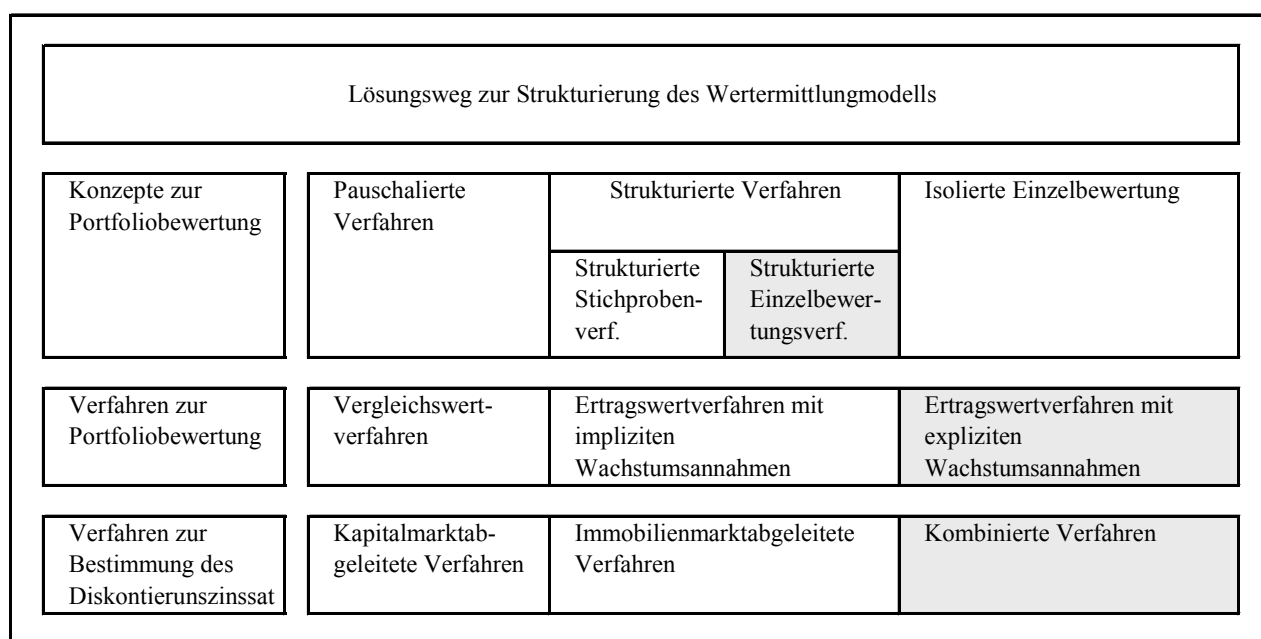 Lösungsweg zur Strukturierung des Wertermittlungmodells
Konzepte zur
Portfoliobewertung
Pauschalierte
Verfahren
Strukturierte Verfahren
Strukturierte
Stichproben-
verf.
Strukturierte
Einzelbewer-
tungsverf.
Isolierte Einzelbewertung
Verfahren zur
Portfoliobewertung
Vergleichswert-
verfahren
Ertragswertverfahren mit
impliziten
Wachstumsannahmen
Ertragswertverfahren mit
expliziten
Wachstumsannahmen
Verfahren zur
Bestimmung des
Diskontierunszinssat
Kapitalmarktab-
geleitete Verfahren
Immobilienmarktabgeleitete
Verfahren
Kombinierte Verfahren